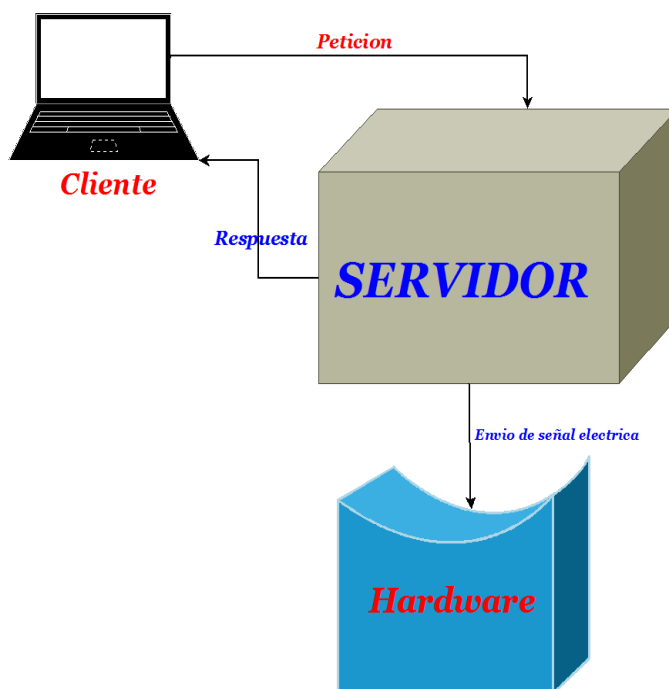 Peticion
Cliente
Respuesta
SERVIDOR
Envio de señal electrica
Hardware